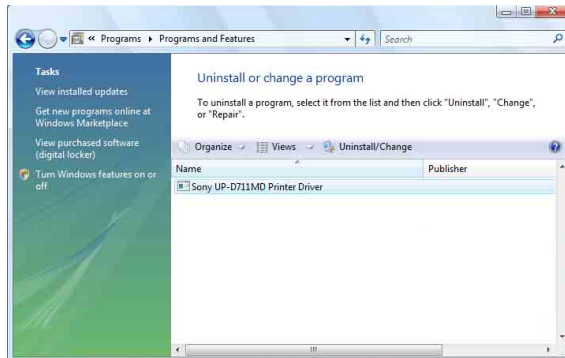 « Programs ▸ Programs and Features
Search
Tasks
View installed updates
Get new programs online at
Windows Marketplace
View purchased software
(digital locker)
Turn Windows features on or
off
Uninstall or change a program
To uninstall a program, select it from the list and then click "Uninstall", "Change",
or "Repair".
Organize Views Uninstall/Change
Name Publisher
Sony UP-D711MD Printer Driver